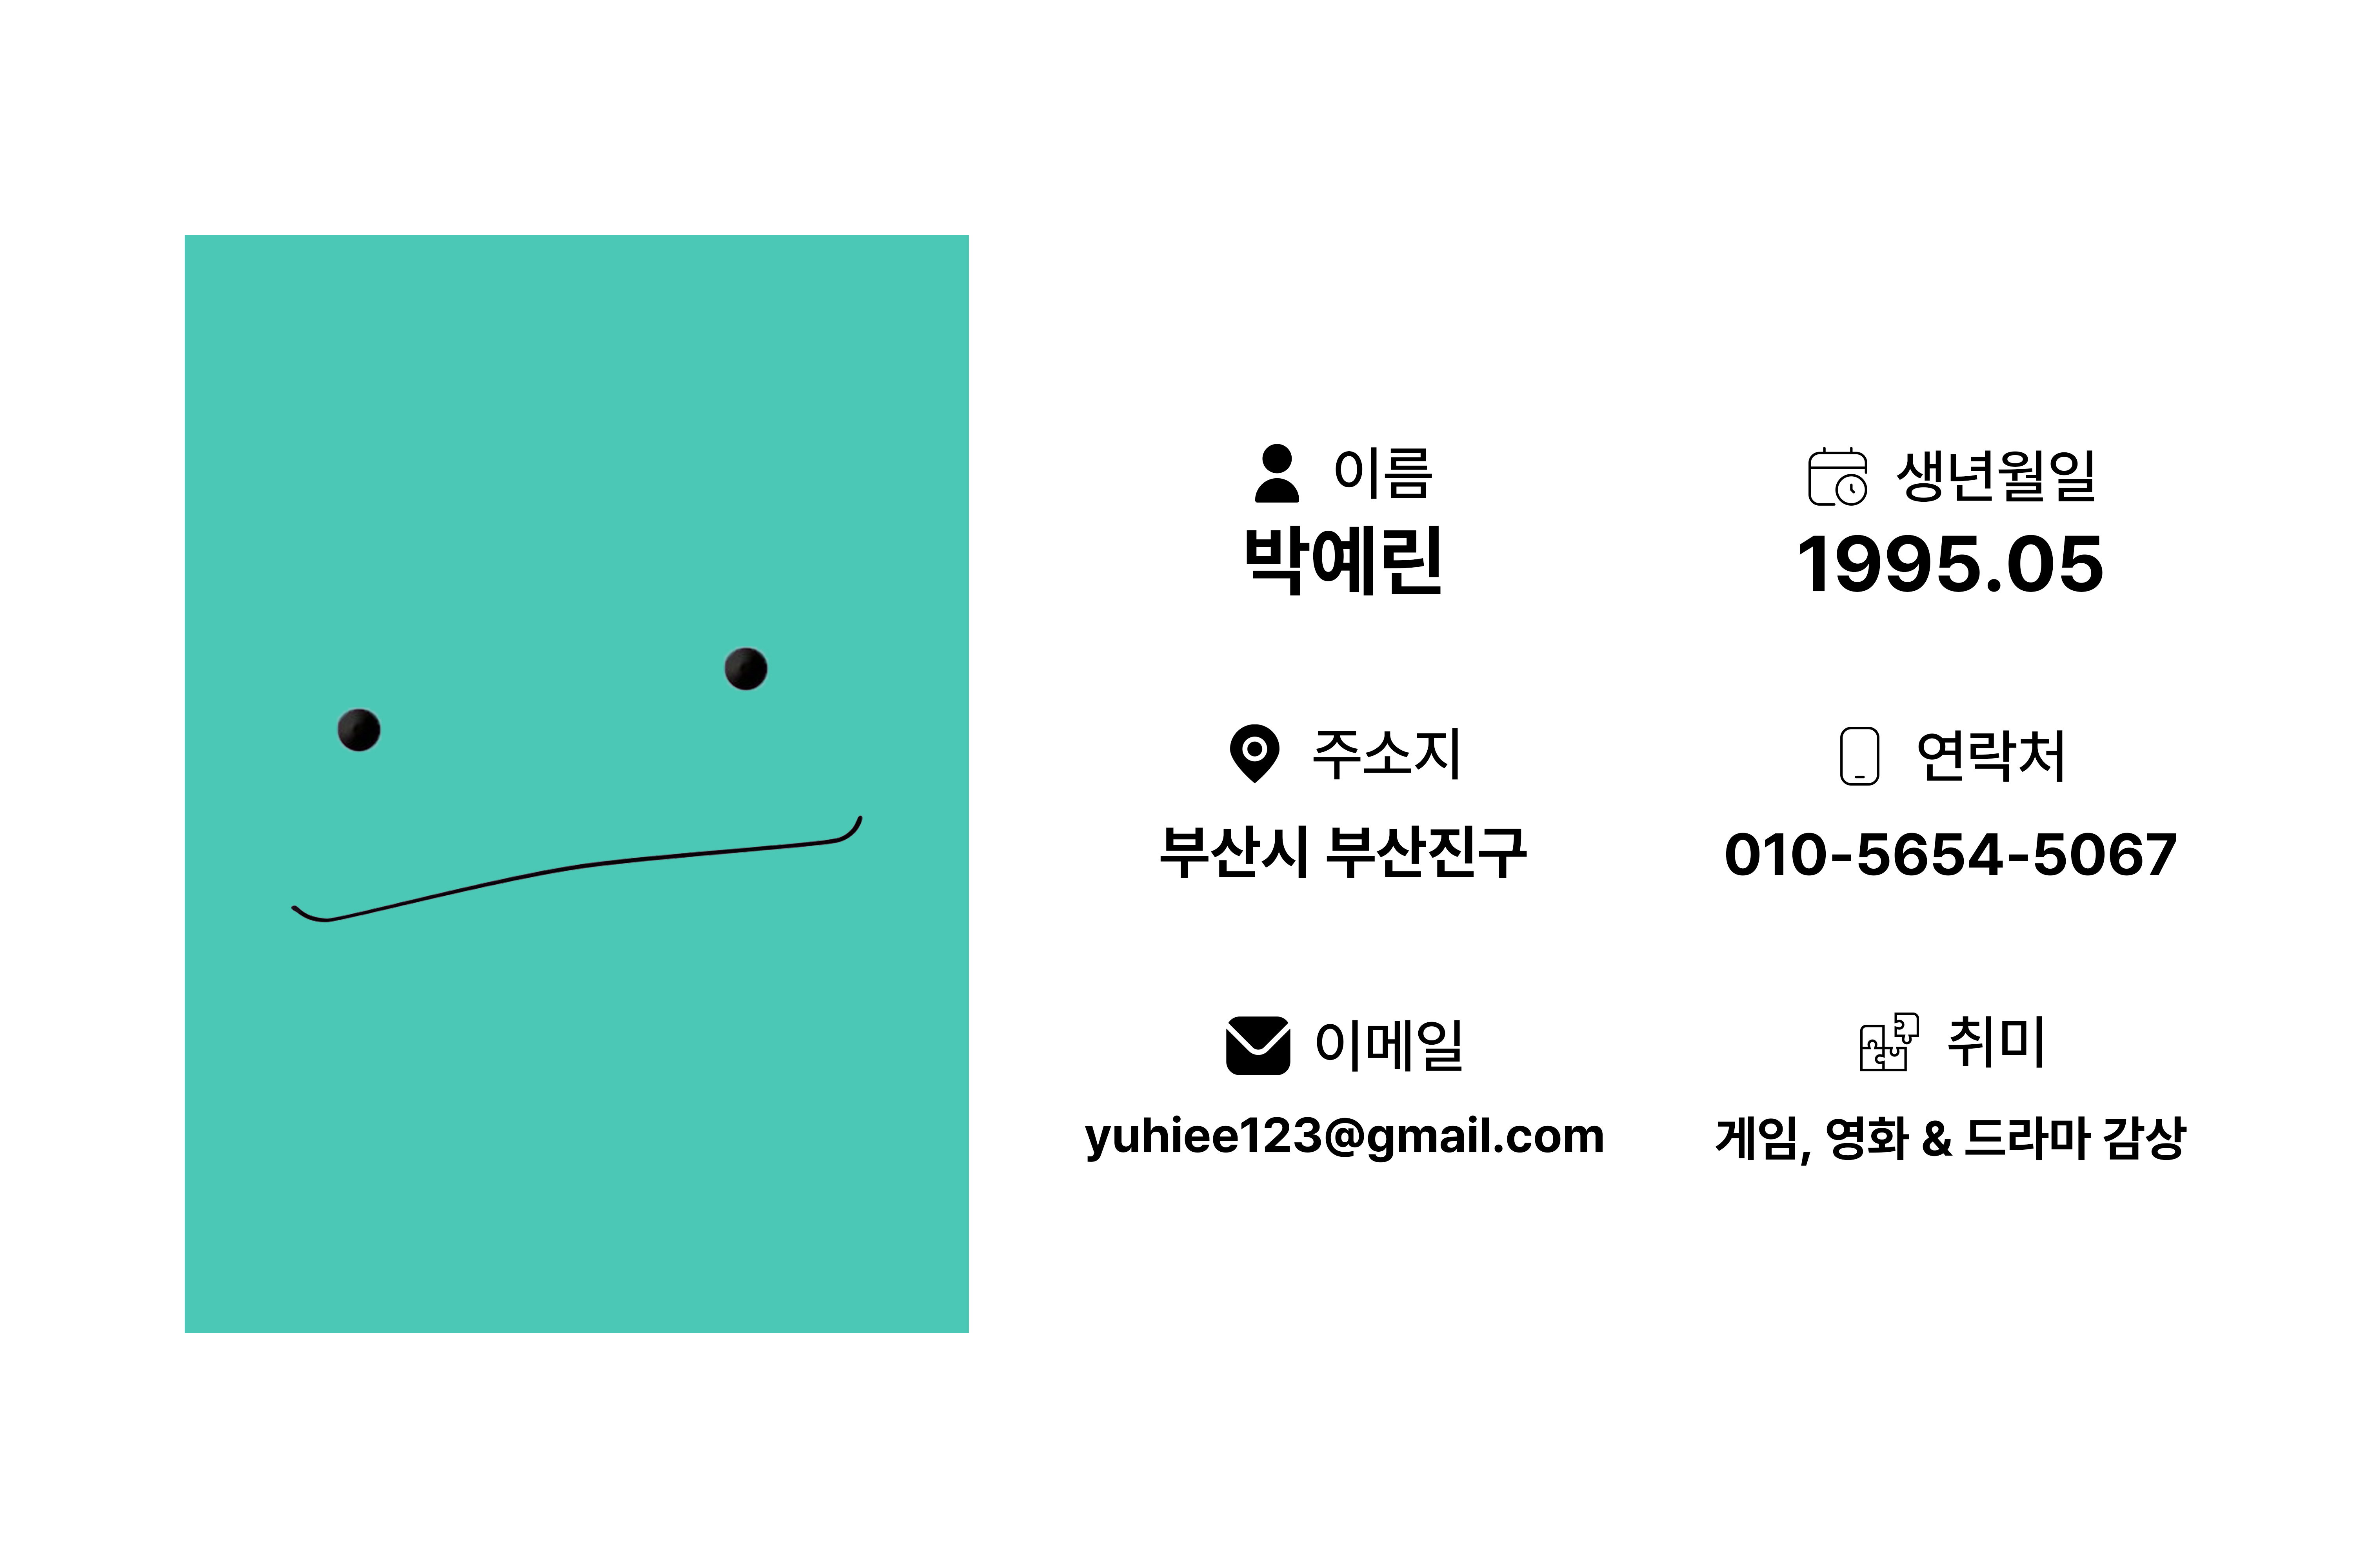 이름
박예린
생년월일
1995.05
주소지
부산시 부산진구
연락처
010-5654-5067
이메일
yuhiee123@gmail.com
취미
게임, 영화 & 드라마 감상